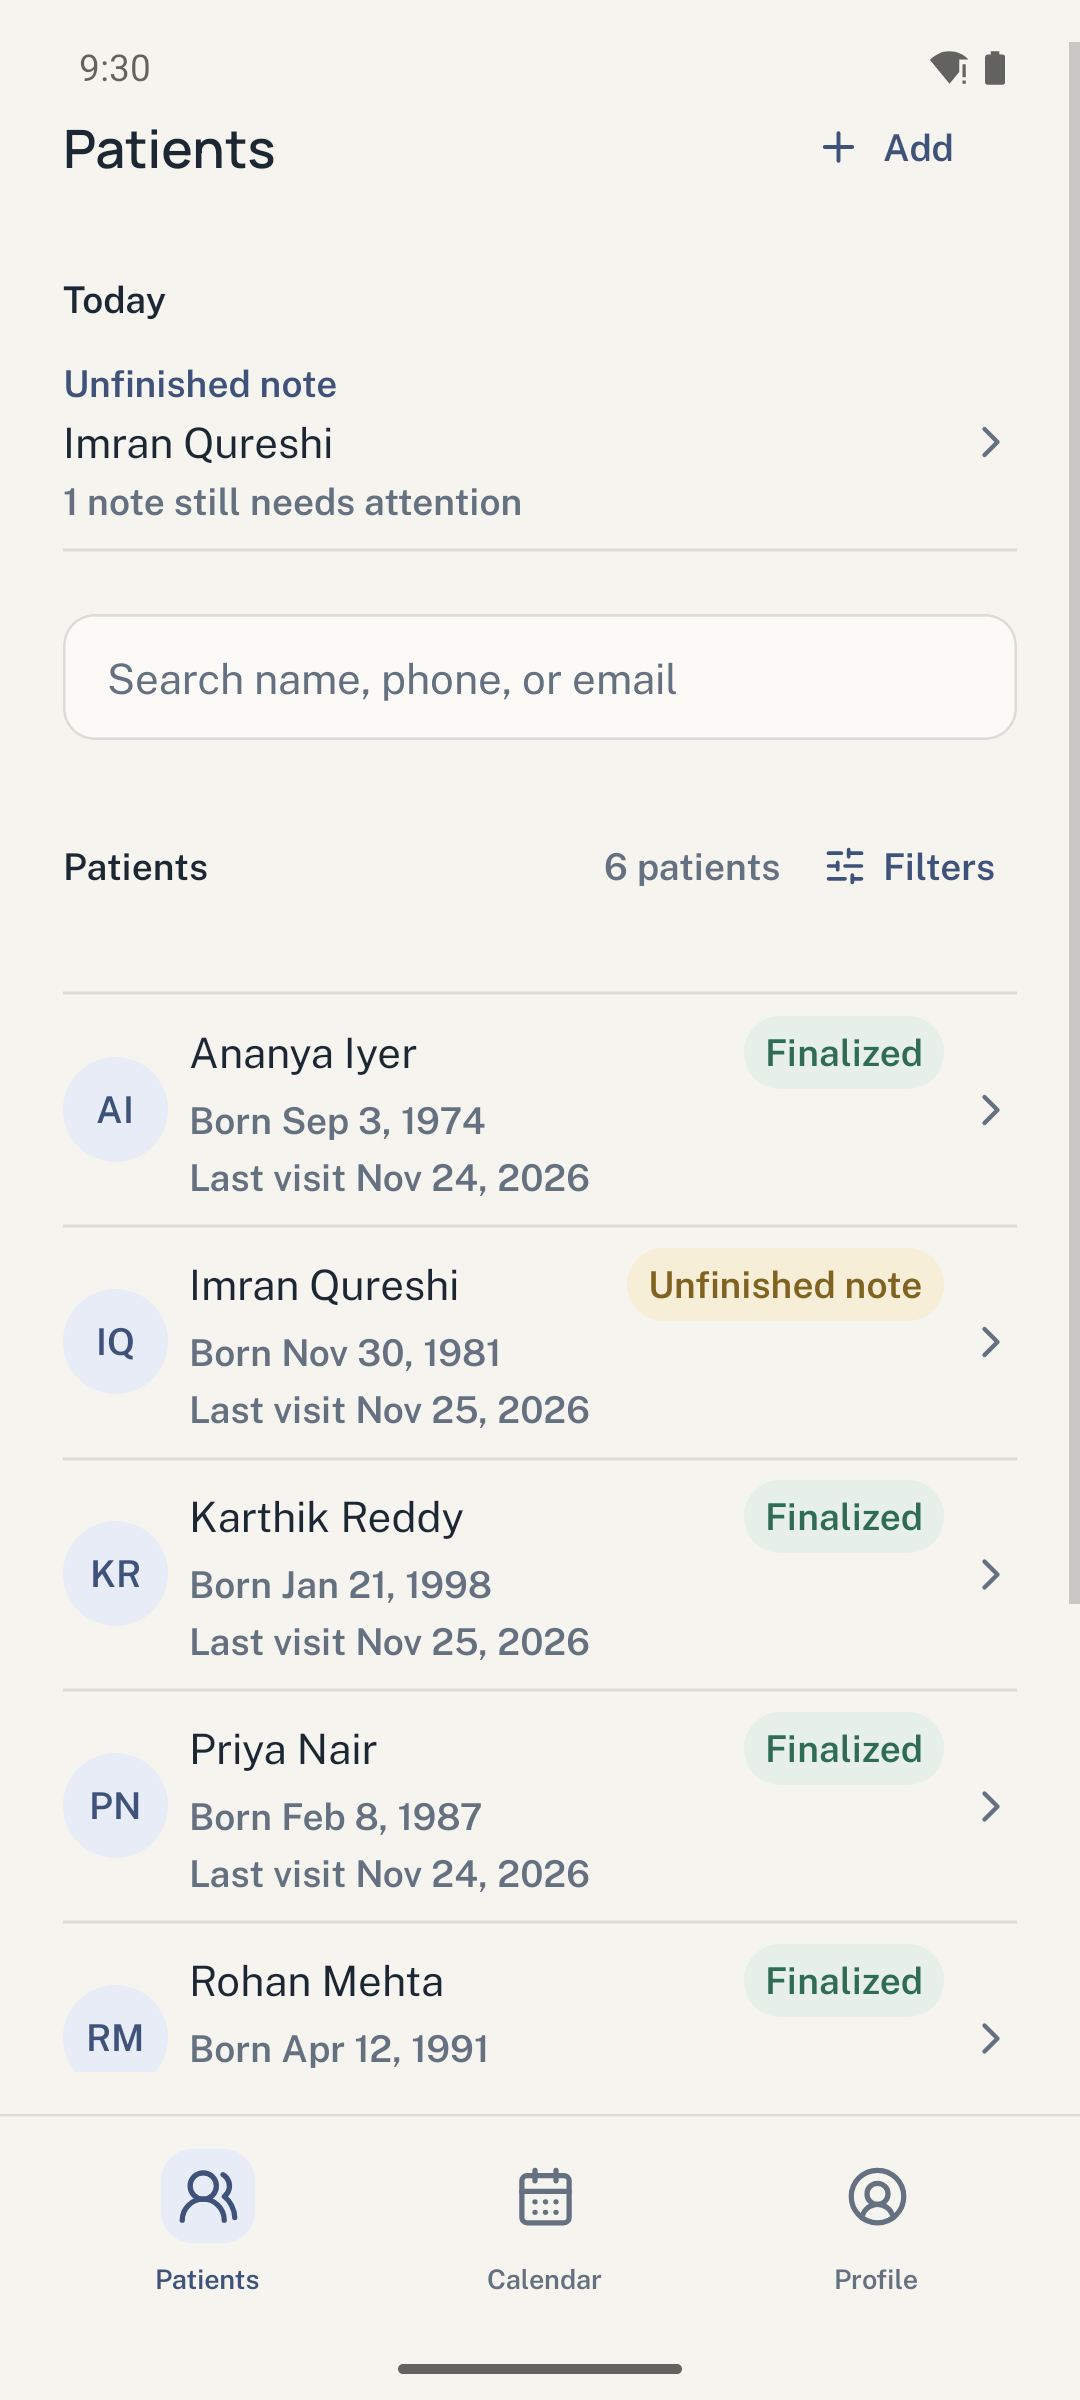 9:30
Patients
Add
Today
Unfinished note
Imran Qureshi
1 note still needs attention
Search name, phone, or email
Patients
6 patients
Filters
AI
Ananya Iyer
Finalized
Born Sep 3, 1974
Last visit Nov 24, 2026
IQ
Imran Qureshi
Unfinished note
Born Nov 30, 1981
Last visit Nov 25, 2026
KR
Karthik Reddy
Finalized
Born Jan 21, 1998
Last visit Nov 25, 2026
PN
Priya Nair
Finalized
Born Feb 8, 1987
Last visit Nov 24, 2026
RM
Rohan Mehta
Finalized
Born Apr 12, 1991
Patients
Calendar
Profile